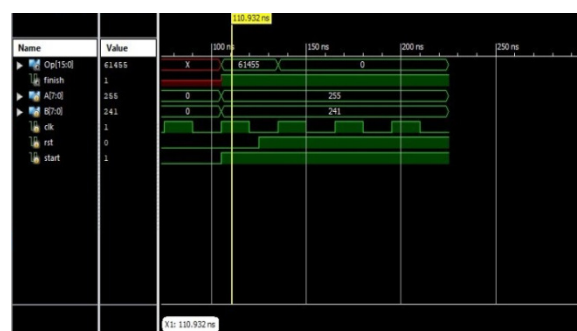 110.932 ns
Name Value
100 ns 150 ns 200 ns 250 ns
Op[15:0] 61455 X 61455 0
finish 1
A[7:0] 255 0 255
B[7:0] 241 0 241
clk 1
rst 0
start 1
X1: 110.932 ns